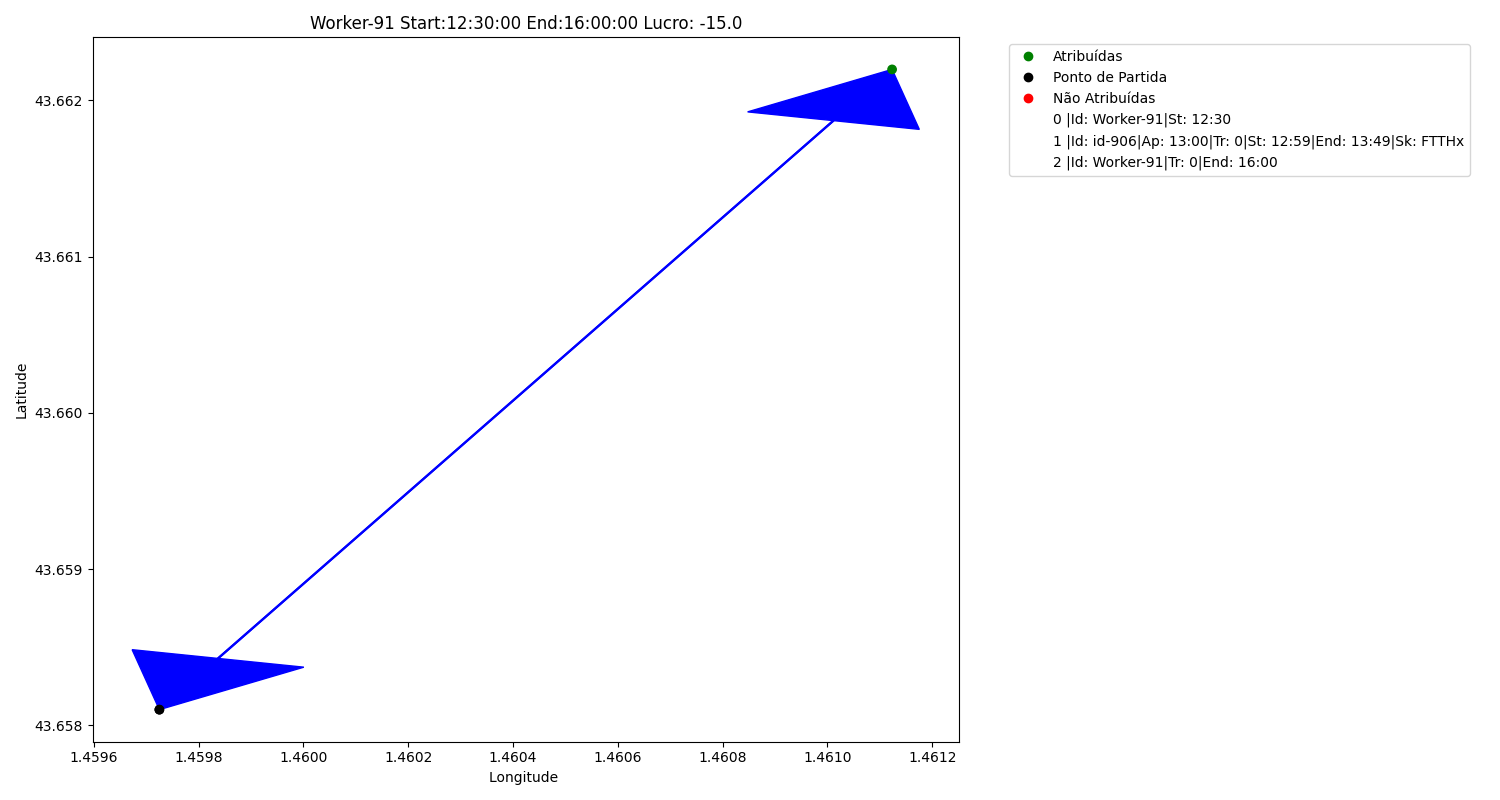 Worker-91 Start:12:30:00 End:16:00:00 Lucro: -15.0
Atribuídas
Ponto de Partida
Não Atribuídas
0 |Id: Worker-91|St: 12:30
1 |Id: id-906|Ap: 13:00|Tr: 0|St: 12:59|End: 13:49|Sk: FTTHx
2 |Id: Worker-91|Tr: 0|End: 16:00
43.662
43.661
43.660
43.659
43.658
Latitude
1.4596 1.4598 1.4600 1.4602 1.4604 1.4606 1.4608 1.4610 1.4612
Longitude